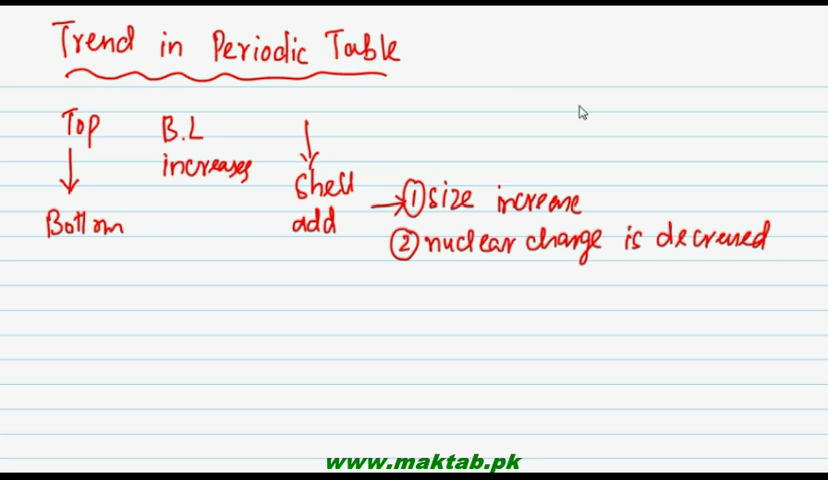 Trend in Periodic Table
Top B.L
increases
↓
Bottom
↓
Shell
add
→ ① size increase
② nuclear charge is decreased
www.maktab.pk